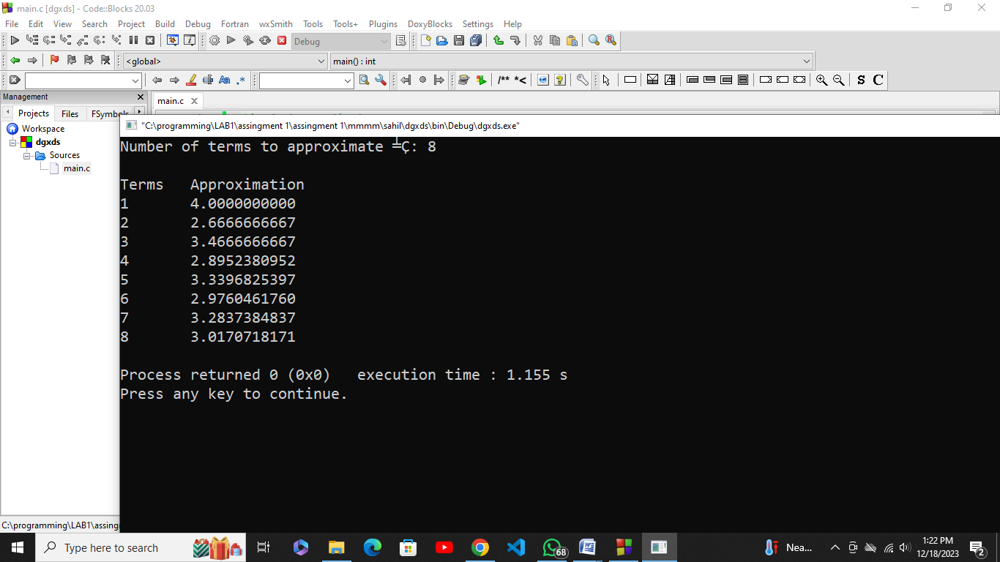 main.c [dgxds] - Code::Blocks 20.03
File Edit View Search Project Build Debug Fortran wxSmith Tools Tools+ Plugins DoxyBlocks Settings Help
Debug
<global> main() : int
/** *< S C
Management
main.c
Projects Files FSymbols
Workspace
dgxds
Sources
main.c
"C:\programming\LAB1\assingment 1\assingment 1\mmmm\sahil\dgxds\bin\Debug\dgxds.exe"
Number of terms to approximate ╧Ç: 8
Terms Approximation
1 4.0000000000
2 2.6666666667
3 3.4666666667
4 2.8952380952
5 3.3396825397
6 2.9760461760
7 3.2837384837
8 3.0170718171
Process returned 0 (0x0) execution time : 1.155 s
Press any key to continue.
C:\programming\LAB1\assing
Type here to search
68
Nea...
1:22 PM
12/18/2023
2